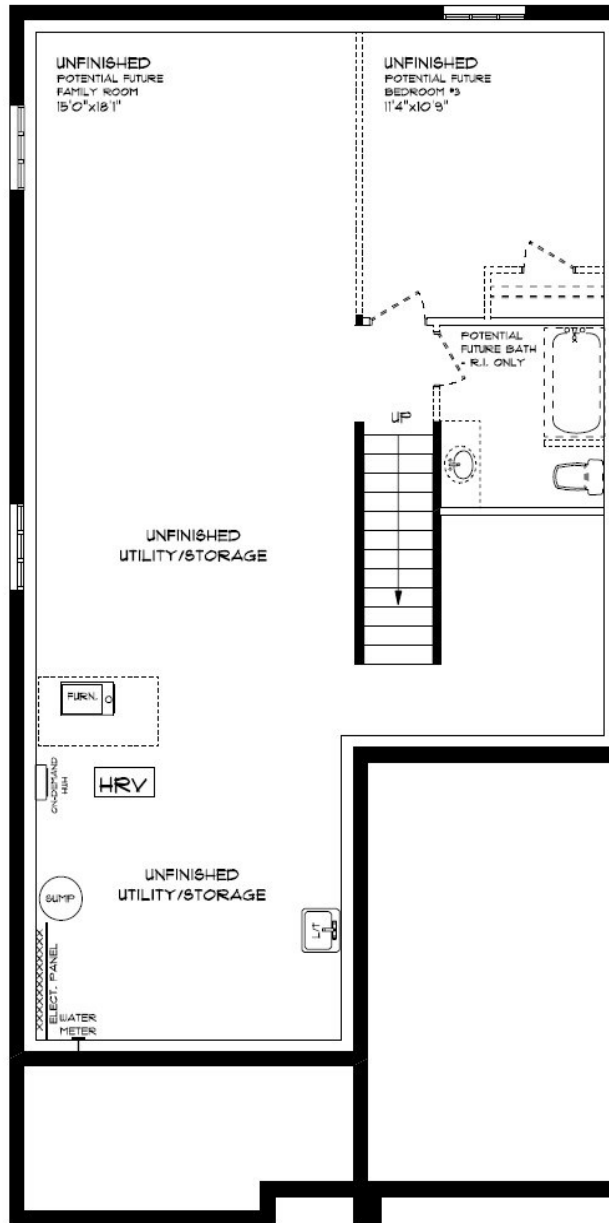 UNFINISHED
POTENTIAL FUTURE
FAMILY ROOM
15'0"x18'1"
UNFINISHED
POTENTIAL FUTURE
BEDROOM #3
11'4"x10'9"
POTENTIAL
FUTURE BATH
- R.I. ONLY
UP
UNFINISHED
UTILITY/STORAGE
FURN.
ON-DEMAND
HWH
HRV
UNFINISHED
UTILITY/STORAGE
SUMP
L/T
ELECT. PANEL
WATER
METER